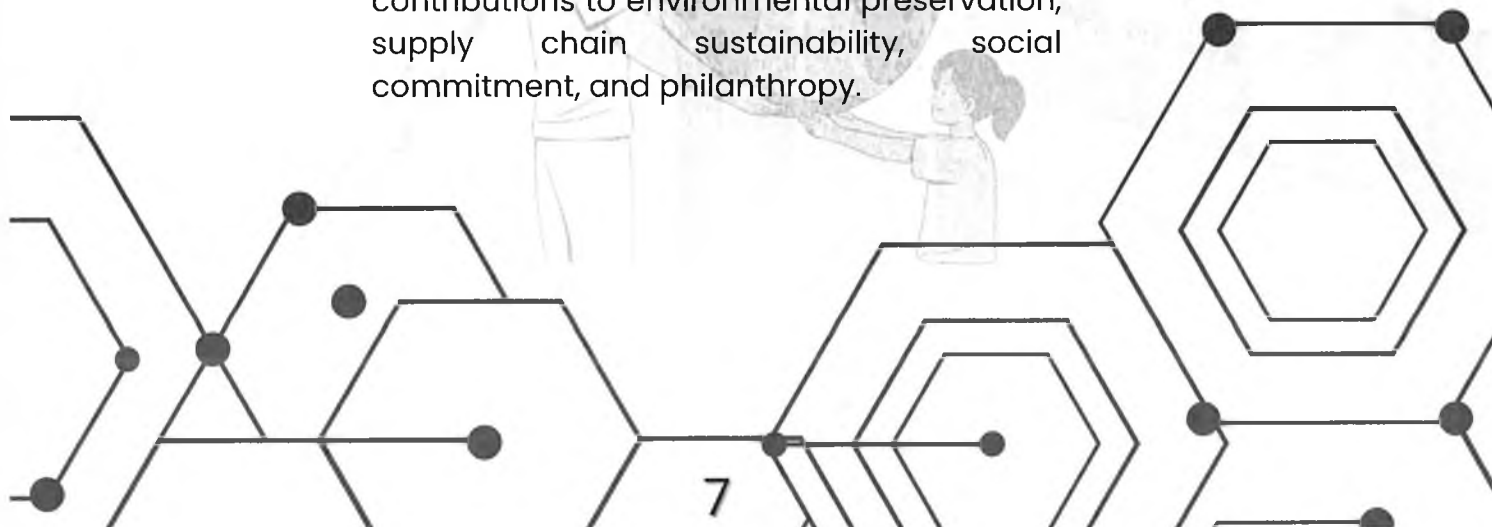 contributions to environmental preservation,
supply chain sustainability, social
commitment, and philanthropy.
7